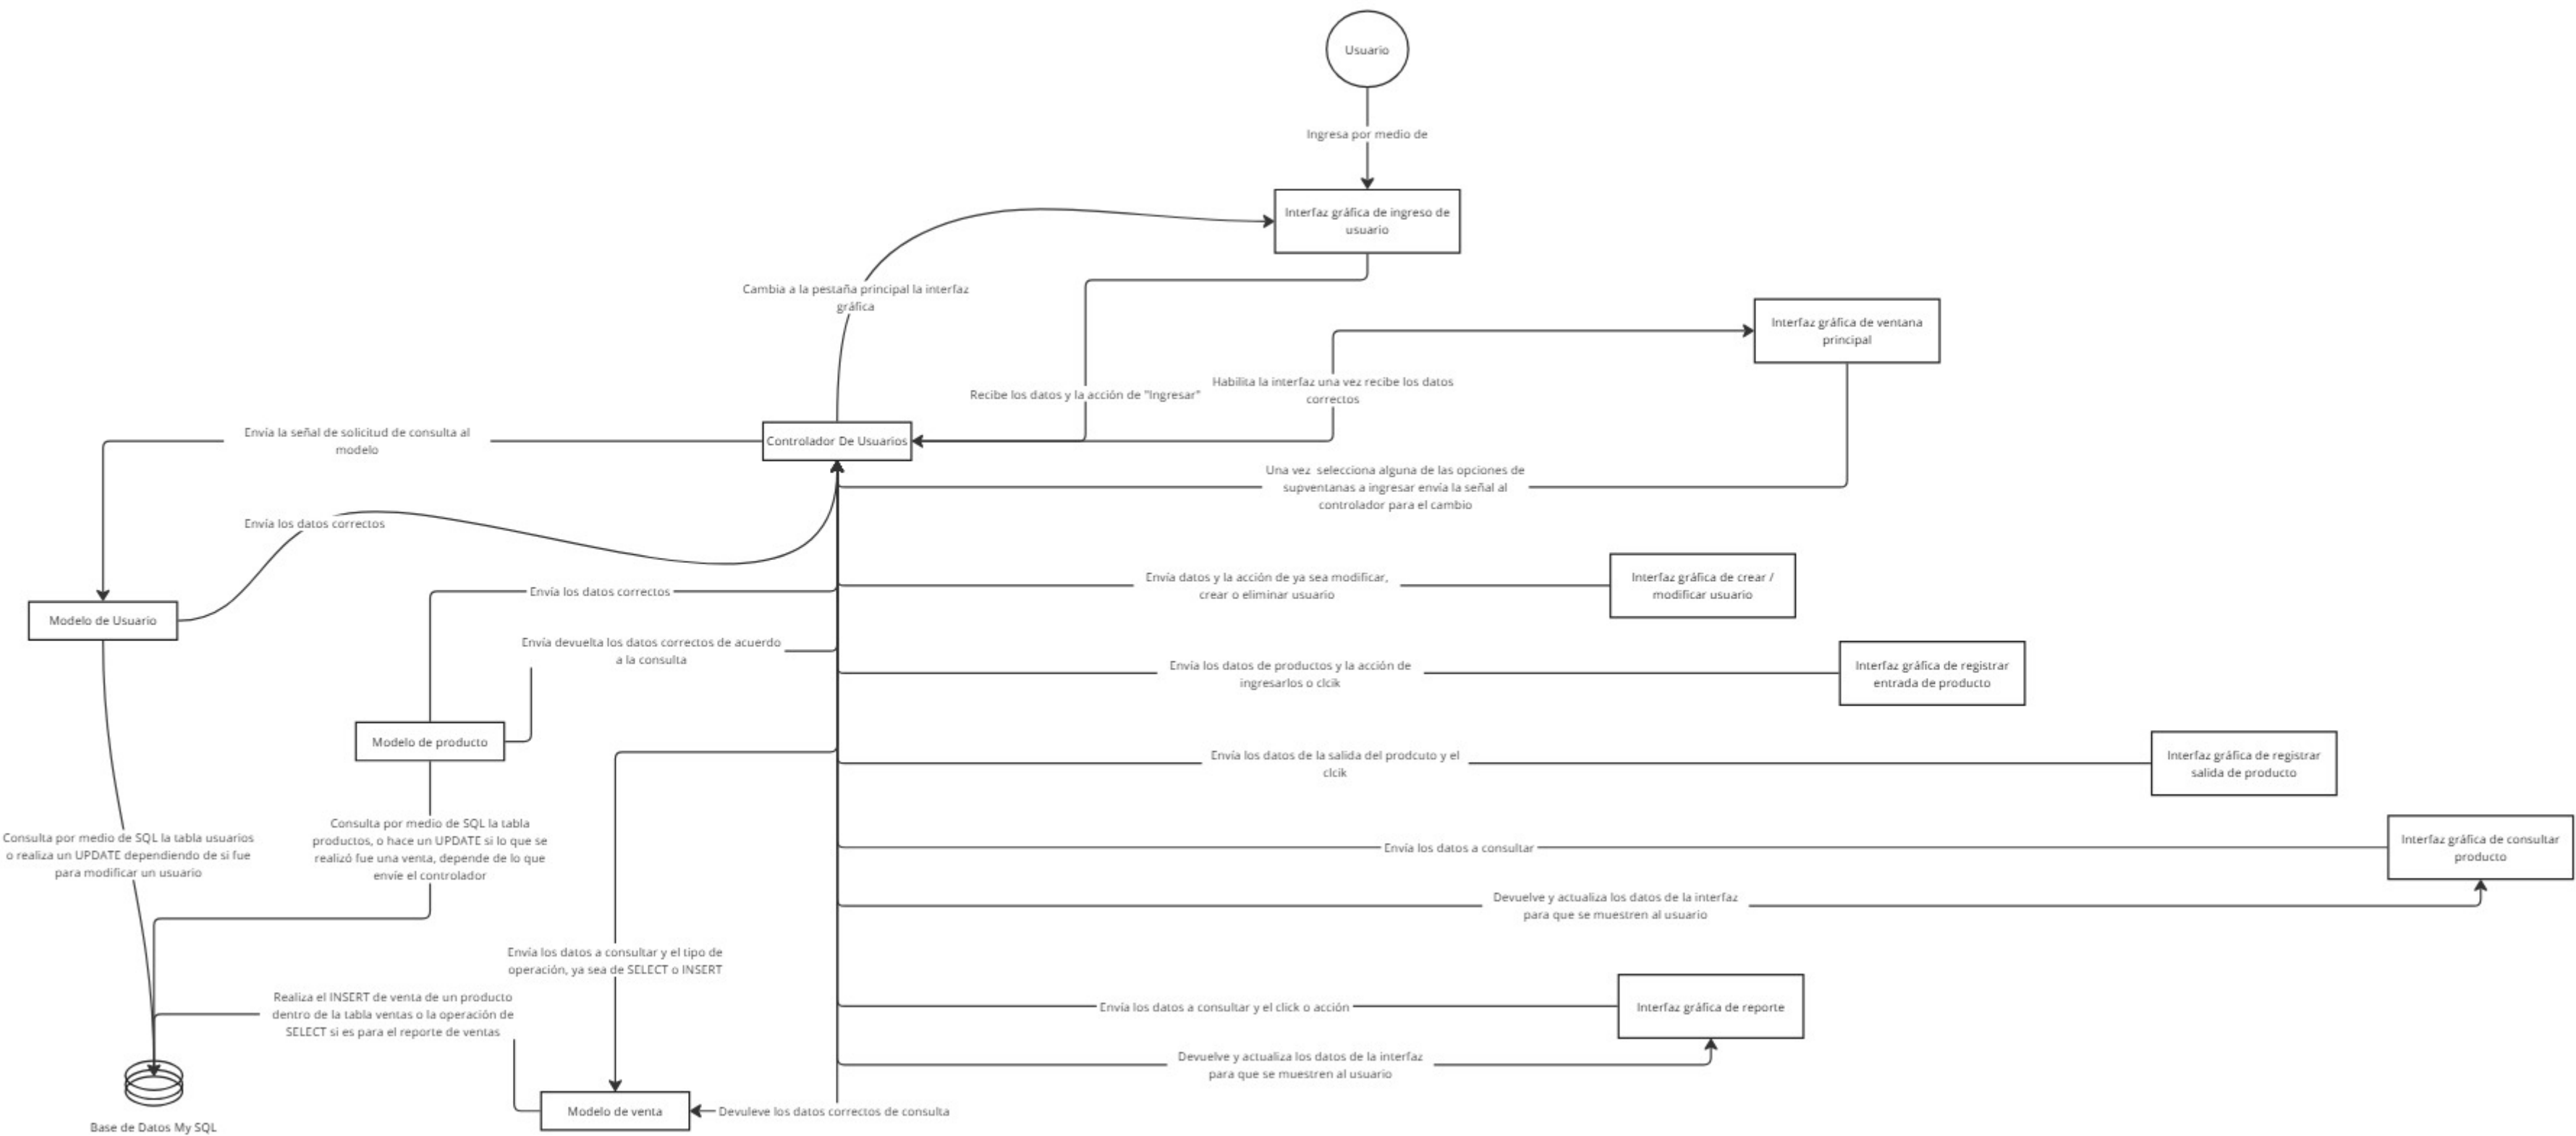 Usuario
Ingresa por medio de
Interfaz gráfica de ingreso de
usuario
Cambia a la pestaña principal la interfaz
gráfica
Interfaz gráfica de ventana
principal
Recibe los datos y la acción de "Ingresar"
Habilita la interfaz una vez recibe los datos
correctos
Envía la señal de solicitud de consulta al
modelo
Controlador De Usuarios
Una vez  selecciona alguna de las opciones de
supventanas a ingresar envía la señal al
controlador para el cambio
Envía los datos correctos
Envía los datos correctos
Envía datos y la acción de ya sea modificar,
crear o eliminar usuario
Interfaz gráfica de crear /
modificar usuario
Modelo de Usuario
Envía devuelta los datos correctos de acuerdo
a la consulta
Envía los datos de productos y la acción de
ingresarlos o clcik
Interfaz gráfica de registrar
entrada de producto
Modelo de producto
Envía los datos de la salida del prodcuto y el
clcik
Interfaz gráfica de registrar
salida de producto
Consulta por medio de SQL la tabla usuarios
o realiza un UPDATE dependiendo de si fue
para modificar un usuario
Consulta por medio de SQL la tabla
productos, o hace un UPDATE si lo que se
realizó fue una venta, depende de lo que
envíe el controlador
Envía los datos a consultar
Interfaz gráfica de consultar
producto
Devuelve y actualiza los datos de la interfaz
para que se muestren al usuario
Envía los datos a consultar y el tipo de
operación, ya sea de SELECT o INSERT
Realiza el INSERT de venta de un producto
dentro de la tabla ventas o la operación de
SELECT si es para el reporte de ventas
Envía los datos a consultar y el click o acción
Interfaz gráfica de reporte
Devuelve y actualiza los datos de la interfaz
para que se muestren al usuario
Modelo de venta
Devuleve los datos correctos de consulta
Base de Datos My SQL